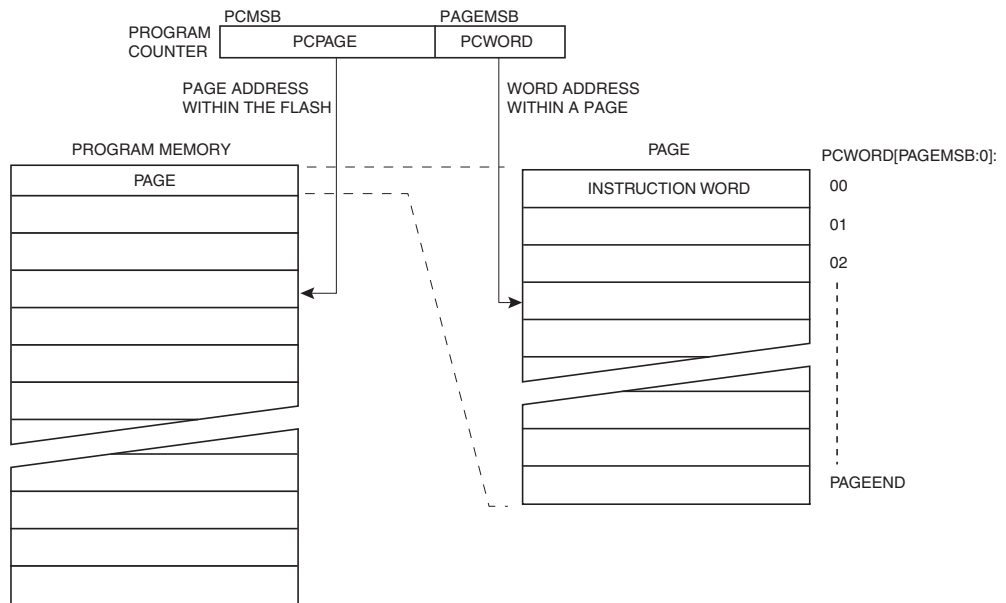 PCMSB PAGEMSB
PROGRAM
COUNTER
PCPAGE PCWORD
PAGE ADDRESS
WITHIN THE FLASH
WORD ADDRESS
WITHIN A PAGE
PROGRAM MEMORY
PAGE
PAGE
PCWORD[PAGEMSB:0]:
INSTRUCTION WORD
00
01
02
PAGEEND